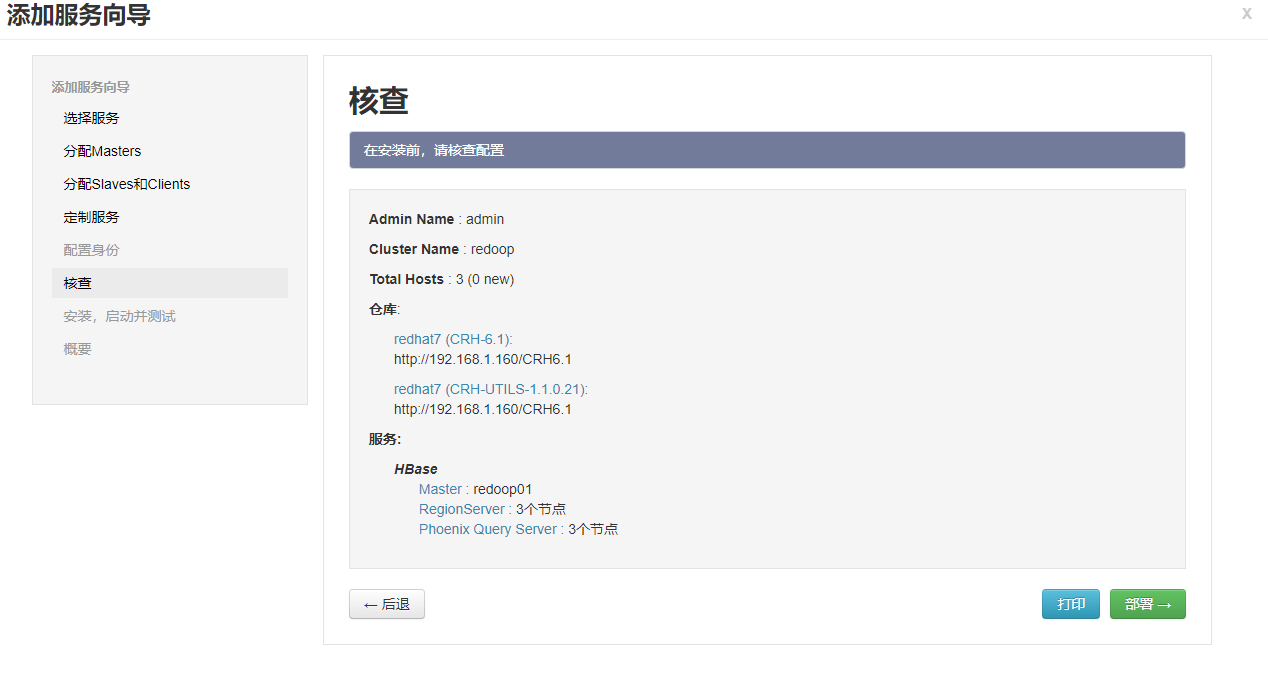 添加服务向导
x
添加服务向导
选择服务
分配Masters
分配Slaves和Clients
定制服务
配置身份
核查
安装，启动并测试
概要
核查
在安装前，请核查配置
Admin Name : admin
Cluster Name : redoop
Total Hosts : 3 (0 new)
仓库:
redhat7 (CRH-6.1):
http://192.168.1.160/CRH6.1
redhat7 (CRH-UTILS-1.1.0.21):
http://192.168.1.160/CRH6.1
服务:
HBase
Master : redoop01
RegionServer : 3个节点
Phoenix Query Server : 3个节点
←后退
打印
部署→